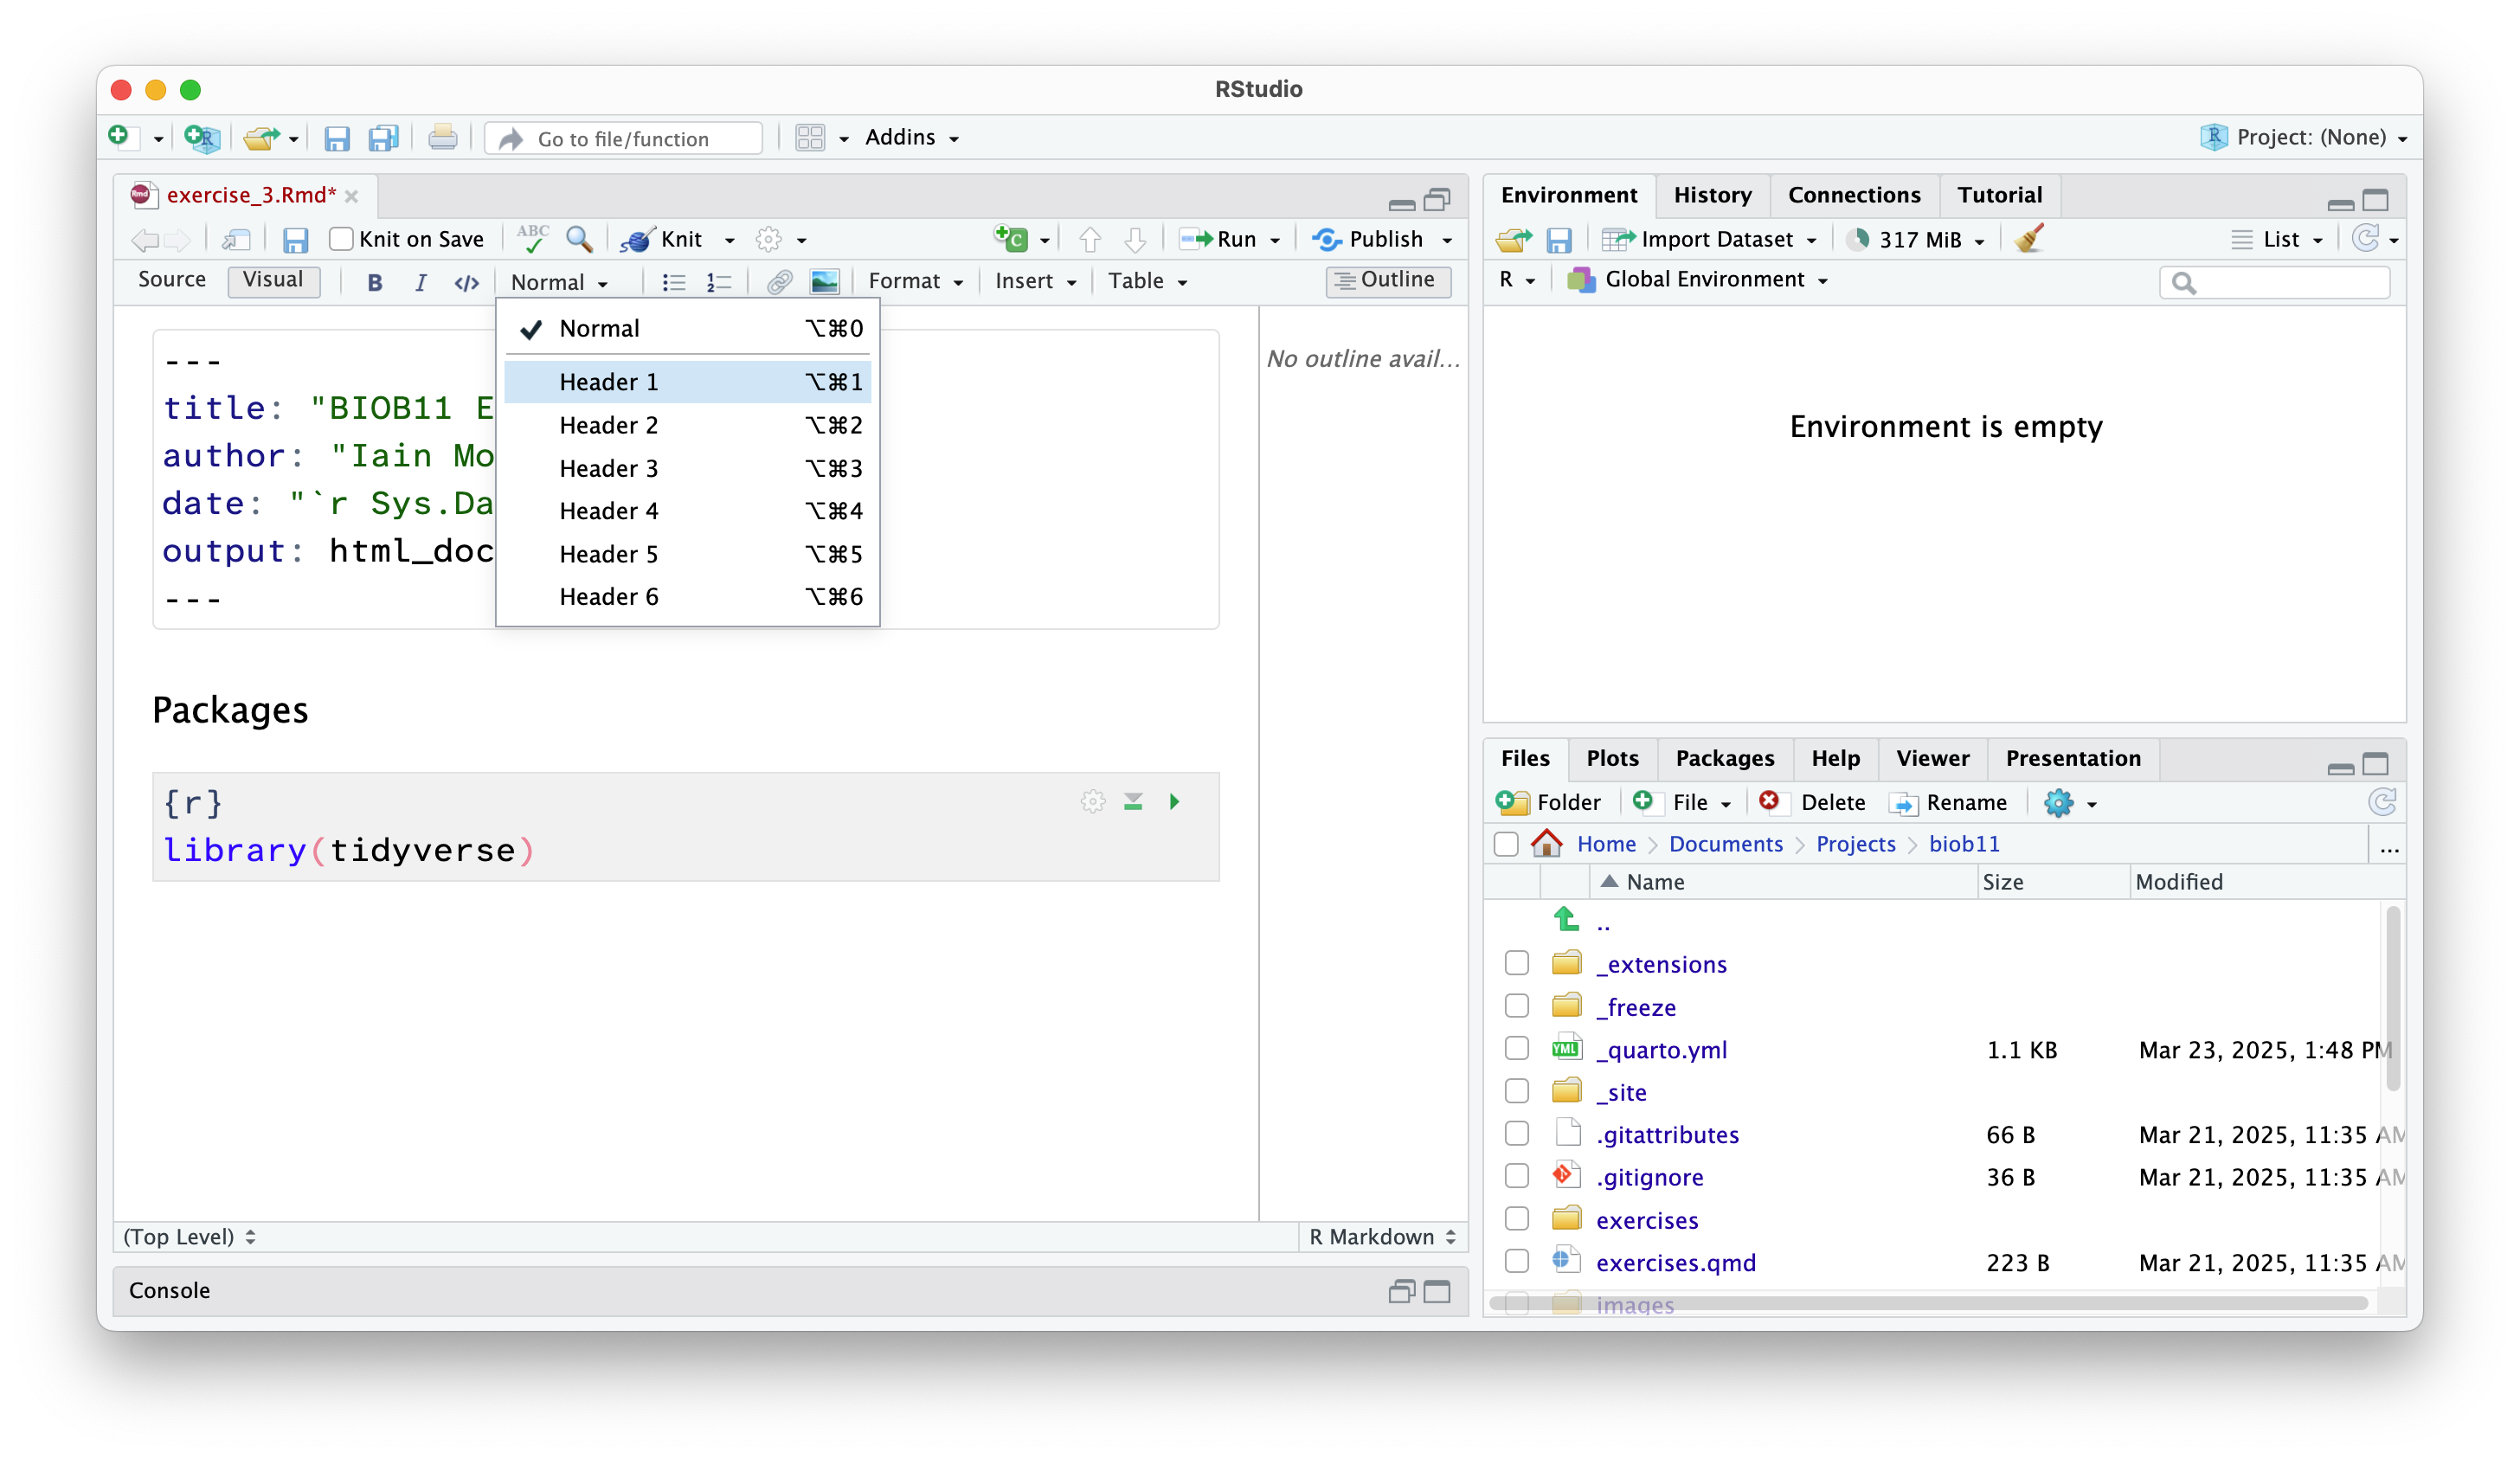 RStudio
Go to file/function
Addins
Project: (None)
exercise_3.Rmd*
Knit on Save
ABC
Knit
Run
Publish
Source
Visual
B
I
</>
Normal
Format
Insert
Table
Outline
Normal ⌥⌘0
Header 1 ⌥⌘1
Header 2 ⌥⌘2
Header 3 ⌥⌘3
Header 4 ⌥⌘4
Header 5 ⌥⌘5
Header 6 ⌥⌘6
---
title: "BIOB11 E
author: "Iain Mo
date: "`r Sys.Da
output: html_doc
---
No outline avail...
Packages
{r}
library(tidyverse)
(Top Level)
R Markdown
Console
Environment
History
Connections
Tutorial
Import Dataset
317 MiB
List
R
Global Environment
Environment is empty
Files
Plots
Packages
Help
Viewer
Presentation
Folder
File
Delete
Rename
Home
Documents
Projects
biob11
...
Name Size Modified
..
_extensions
_freeze
_quarto.yml 1.1 KB Mar 23, 2025, 1:48 PM
_site
.gitattributes 66 B Mar 21, 2025, 11:35 AM
.gitignore 36 B Mar 21, 2025, 11:35 AM
exercises
exercises.qmd 223 B Mar 21, 2025, 11:35 AM
images